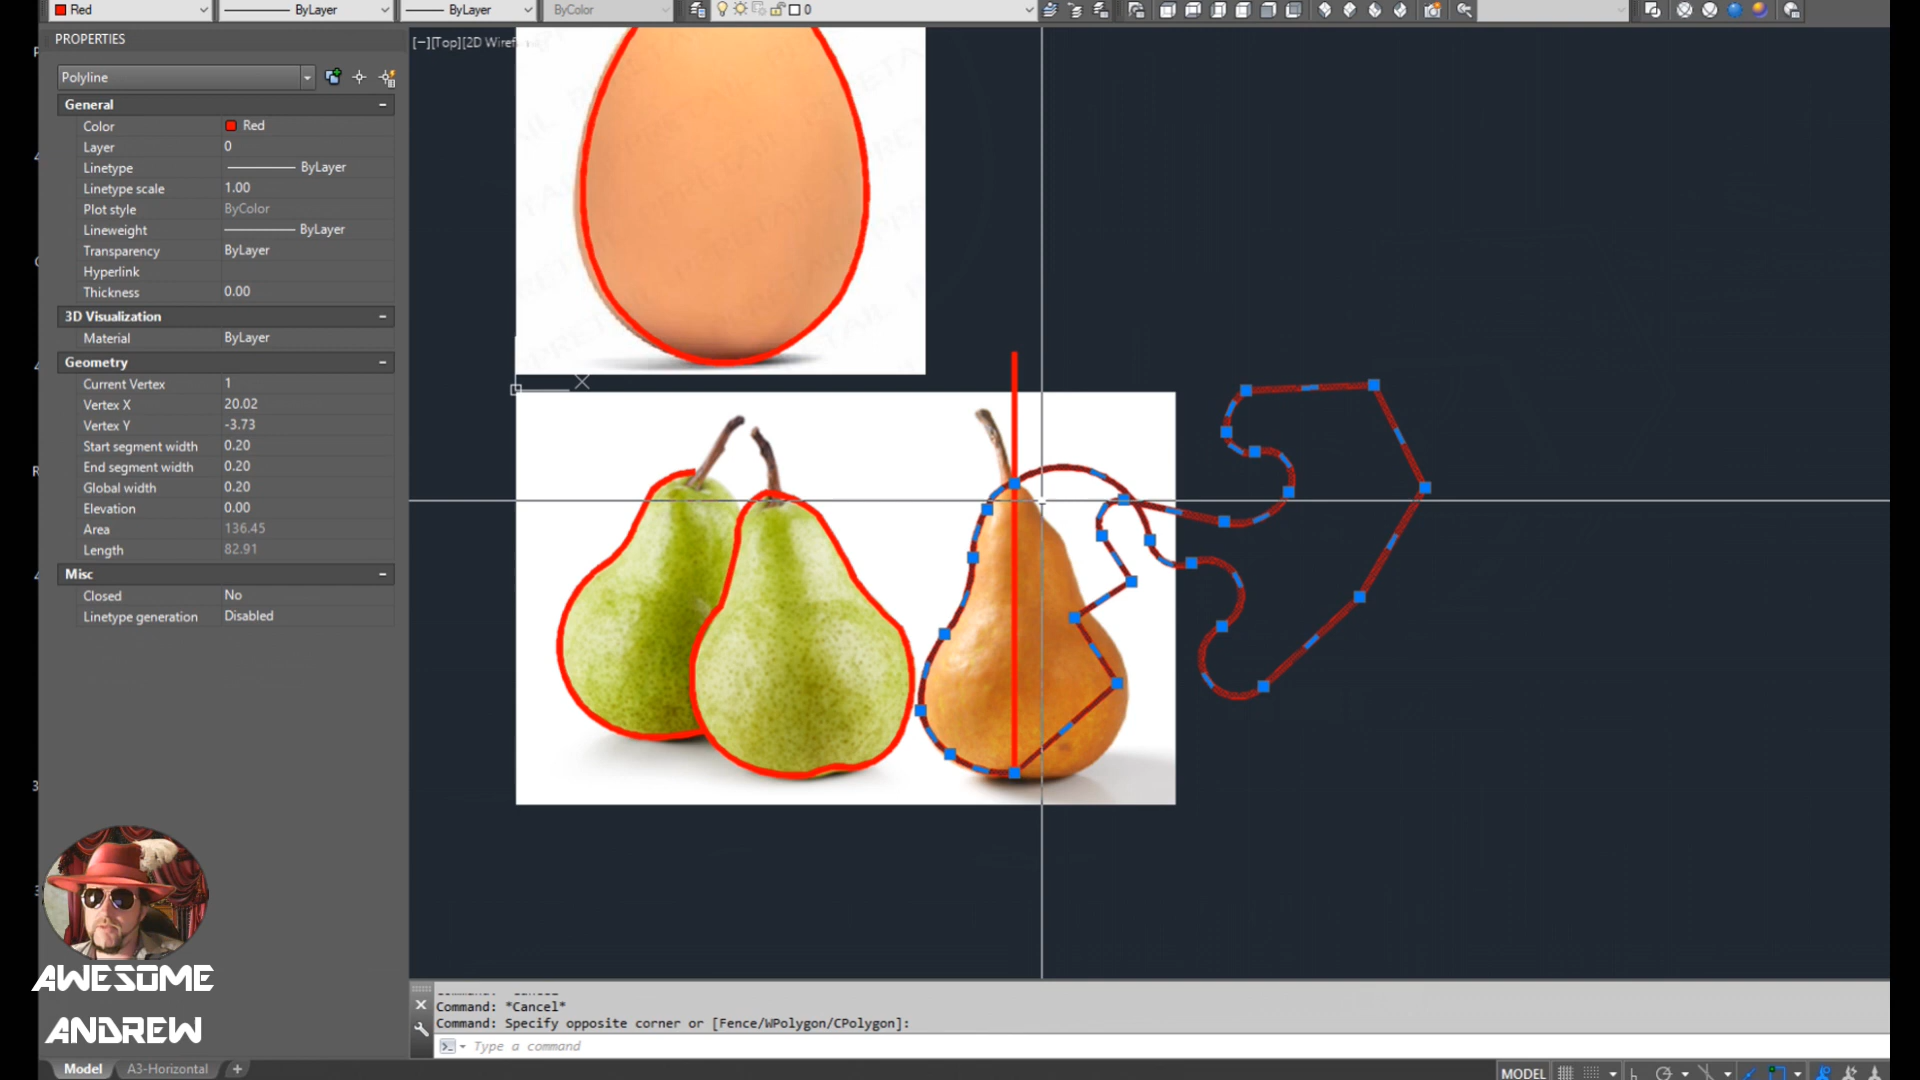 Red
ByLayer
ByLayer
ByColor
0
PROPERTIES
[−][Top][2D Wiref
Polyline
General
Color Red
Layer 0
Linetype ByLayer
Linetype scale 1.00
Plot style ByColor
Lineweight ByLayer
Transparency ByLayer
Hyperlink
Thickness 0.00
3D Visualization
Material ByLayer
Geometry
Current Vertex 1
Vertex X 20.02
Vertex Y -3.73
Start segment width 0.20
End segment width 0.20
Global width 0.20
Elevation 0.00
Area 136.45
Length 82.91
Misc
Closed No
Linetype generation Disabled
AWESOME
ANDREW
Command: *Cancel*
Command: Specify opposite corner or [Fence/WPolygon/CPolygon]:
Type a command
Model
A3-Horizontal
+
MODEL